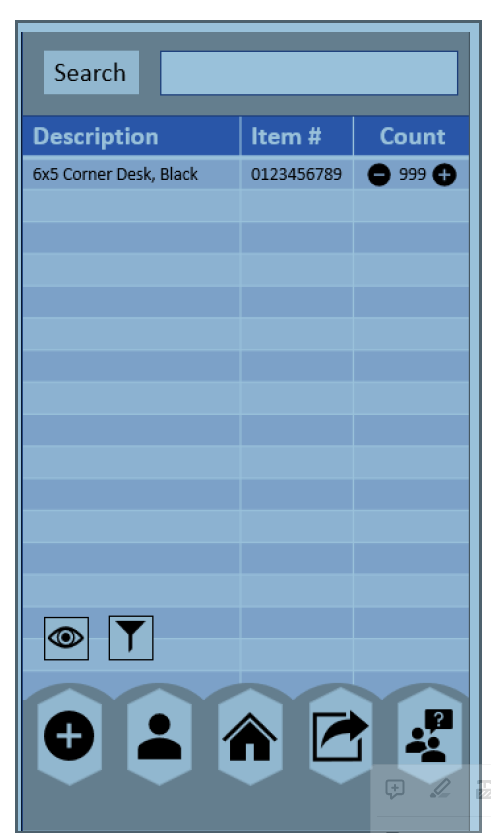 Search
Description Item # Count
6x5 Corner Desk, Black 0123456789 999
?